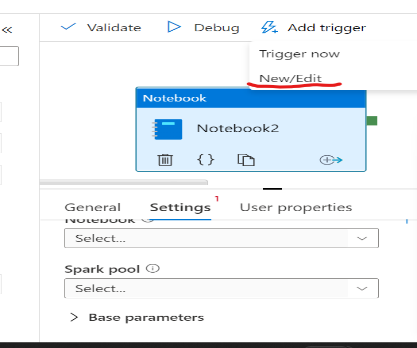 Validate Debug Add trigger
Trigger now
New/Edit
Notebook
Notebook2
{ }
General Settings 1 User properties
Notebook
Select...
Spark pool
Select...
Base parameters